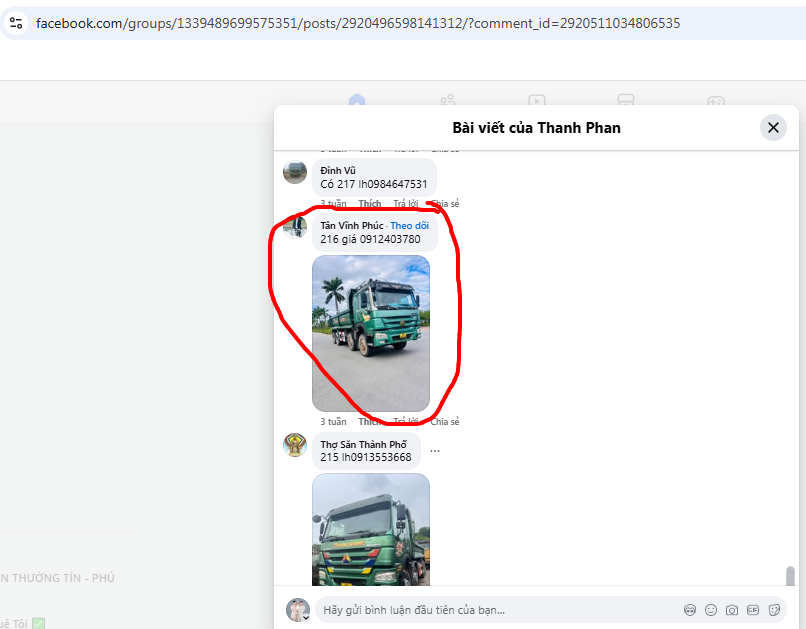 facebook.com/groups/1339489699575351/posts/2920496598141312/?comment_id=2920511034806535
Bài viết của Thanh Phan
Đình Vũ
Có 217 lh0984647531
3 tuần Thích Trả lời Chia sẻ
Tân Vĩnh Phúc · Theo dõi
216 giá 0912403780
3 tuần Thích Trả lời Chia sẻ
Thợ Săn Thành Phố
215 lh0913553668
N THƯỜNG TÍN - PHÚ
uê Tôi
Hãy gửi bình luận đầu tiên của bạn...